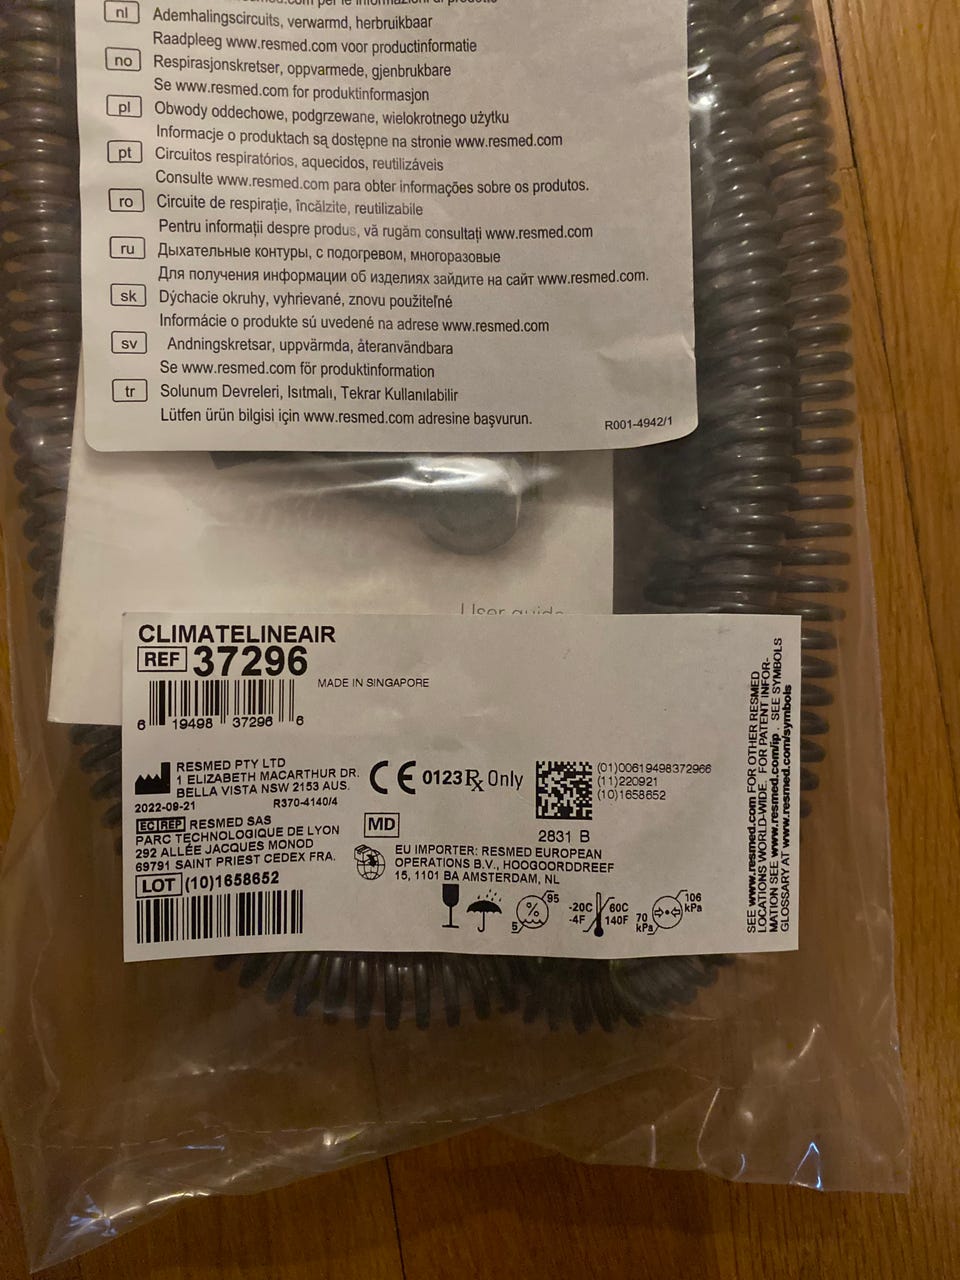 nl Ademhalingscircuits, verwarmd, herbruikbaar
Raadpleeg www.resmed.com voor productinformatie
no Respirasjonskretser, oppvarmede, gjenbrukbare
Se www.resmed.com for produktinformasjon
pl Obwody oddechowe, podgrzewane, wielokrotnego użytku
Informacje o produktach są dostępne na stronie www.resmed.com
pt Circuitos respiratórios, aquecidos, reutilizáveis
Consulte www.resmed.com para obter informações sobre os produtos.
ro Circuite de respirație, încălzite, reutilizabile
Pentru informații despre produs, vă rugăm consultați www.resmed.com
ru Дыхательные контуры, с подогревом, многоразовые
Для получения информации об изделиях зайдите на сайт www.resmed.com.
sk Dýchacie okruhy, vyhrievané, znovu použiteľné
Informácie o produkte sú uvedené na adrese www.resmed.com
sv Andningskretsar, uppvärmda, återanvändbara
Se www.resmed.com för produktinformation
tr Solunum Devreleri, Isıtmalı, Tekrar Kullanılabilir
Lütfen ürün bilgisi için www.resmed.com adresine başvurun.
R001-4942/1
User guide
CLIMATELINEAIR
REF 37296
MADE IN SINGAPORE
6 19498 37296 6
RESMED PTY LTD
1 ELIZABETH MACARTHUR DR.
BELLA VISTA NSW 2153 AUS.
2022-09-21 R370-4140/4
CE 0123 Rx Only
(01)00619498372966
(11)220921
(10)1658652
2831 B
EC REP RESMED SAS
PARC TECHNOLOGIQUE DE LYON
292 ALLÉE JACQUES MONOD
69791 SAINT PRIEST CEDEX FRA.
MD
EU IMPORTER: RESMED EUROPEAN
OPERATIONS B.V., HOOGOORDDREEF
15, 1101 BA AMSTERDAM, NL
LOT (10)1658652
5 % 95
-20C 60C
-4F 140F
70 kPa 106 kPa
SEE www.resmed.com FOR OTHER RESMED
LOCATIONS WORLD-WIDE. FOR PATENT INFOR-
MATION SEE www.resmed.com/ip . SEE SYMBOLS
GLOSSARY AT www.resmed.com/symbols